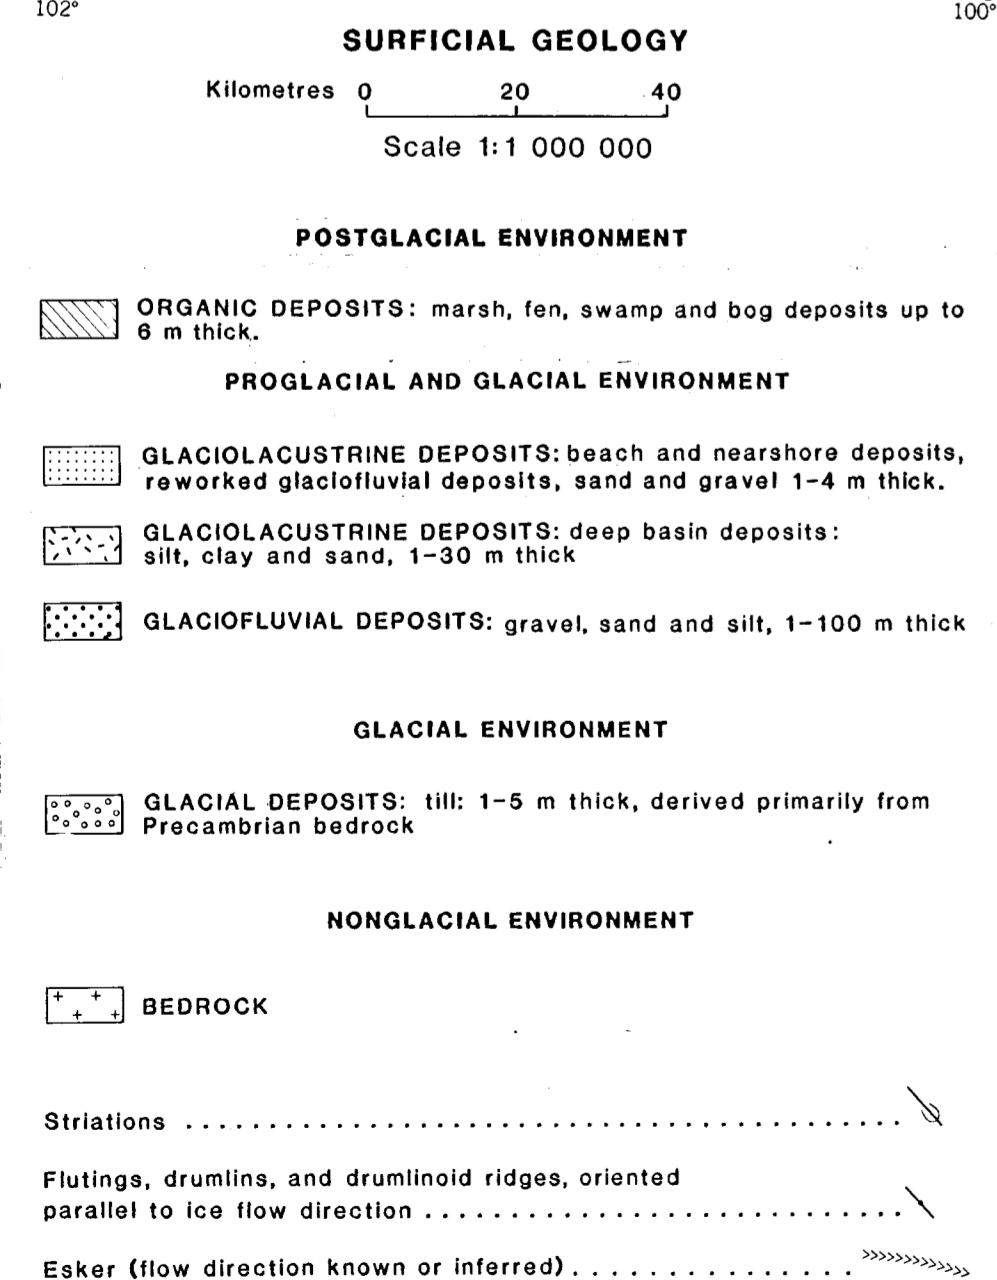 102° 100°
SURFICIAL GEOLOGY
Kilometres 0 20 40
Scale 1:1 000 000
POSTGLACIAL ENVIRONMENT
ORGANIC DEPOSITS: marsh, fen, swamp and bog deposits up to
6 m thick.
PROGLACIAL AND GLACIAL ENVIRONMENT
GLACIOLACUSTRINE DEPOSITS: beach and nearshore deposits,
reworked glaciofluvial deposits, sand and gravel 1-4 m thick.
GLACIOLACUSTRINE DEPOSITS: deep basin deposits:
silt, clay and sand, 1-30 m thick
GLACIOFLUVIAL DEPOSITS: gravel, sand and silt, 1-100 m thick
GLACIAL ENVIRONMENT
GLACIAL DEPOSITS: till: 1-5 m thick, derived primarily from
Precambrian bedrock
NONGLACIAL ENVIRONMENT
BEDROCK
Striations
Flutings, drumlins, and drumlinoid ridges, oriented
parallel to ice flow direction
Esker (flow direction known or inferred)